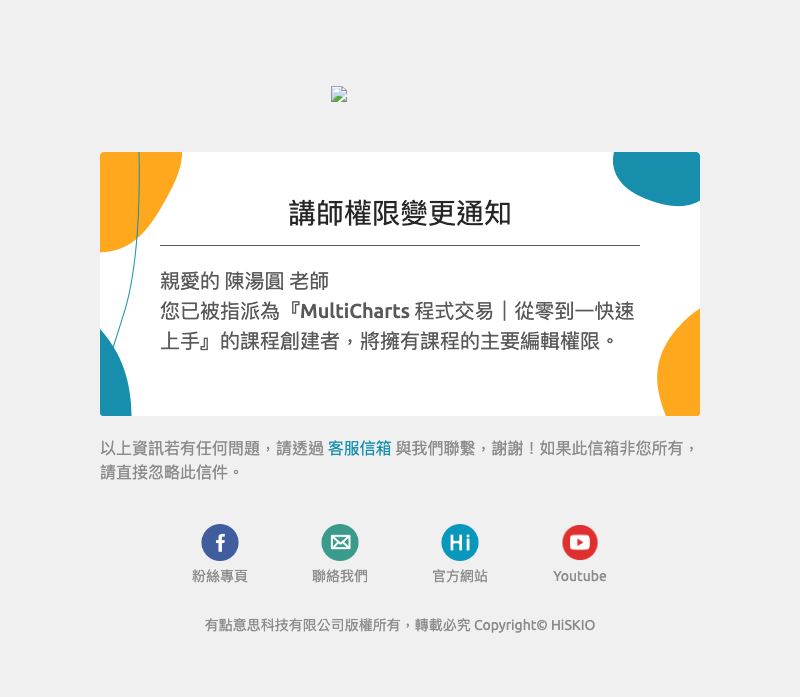 講師權限變更通知
親愛的 陳湯圓 老師
您已被指派為『MultiCharts 程式交易｜從零到一快速
上手』的課程創建者，將擁有課程的主要編輯權限。
以上資訊若有任何問題，請透過 客服信箱 與我們聯繫，謝謝！如果此信箱非您所有，
請直接忽略此信件。
Hi
粉絲專頁 聯絡我們 官方網站 Youtube
有點意思科技有限公司版權所有，轉載必究 Copyright© HiSKIO